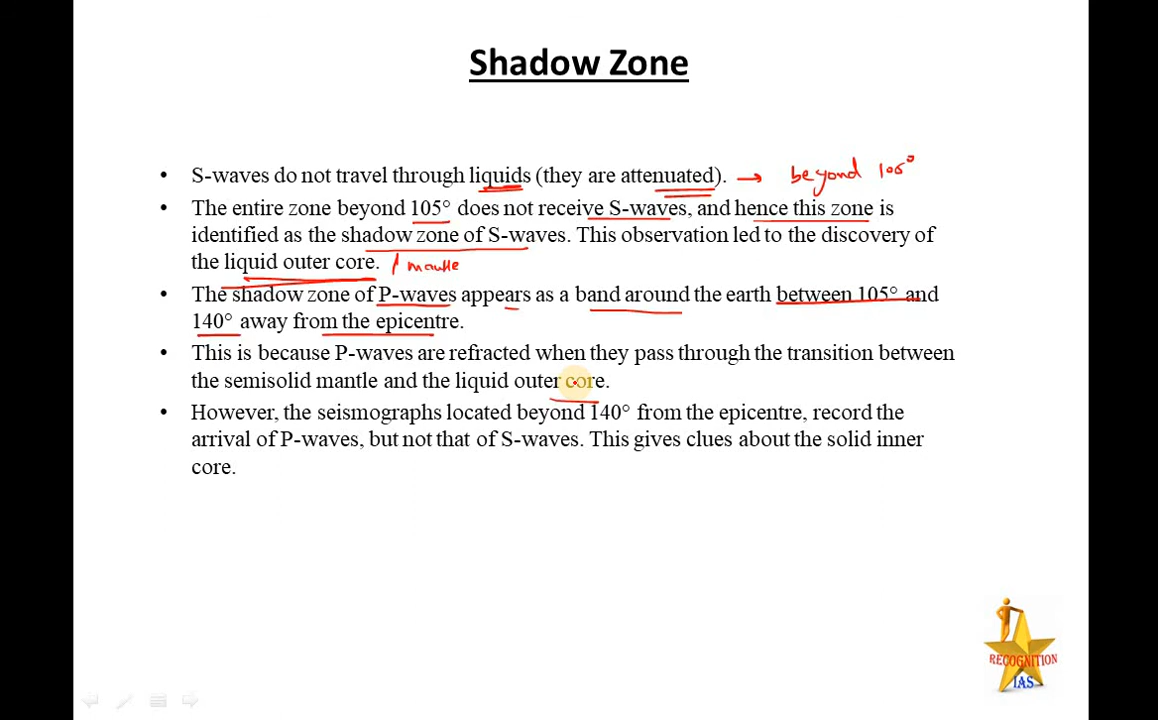 Shadow Zone
• S-waves do not travel through liquids (they are attenuated). → beyond 105°
• The entire zone beyond 105° does not receive S-waves, and hence this zone is
identified as the shadow zone of S-waves. This observation led to the discovery of
the liquid outer core. / mantle
• The shadow zone of P-waves appears as a band around the earth between 105° and
140° away from the epicentre.
• This is because P-waves are refracted when they pass through the transition between
the semisolid mantle and the liquid outer core.
• However, the seismographs located beyond 140° from the epicentre, record the
arrival of P-waves, but not that of S-waves. This gives clues about the solid inner
core.
RECOGNITION
IAS